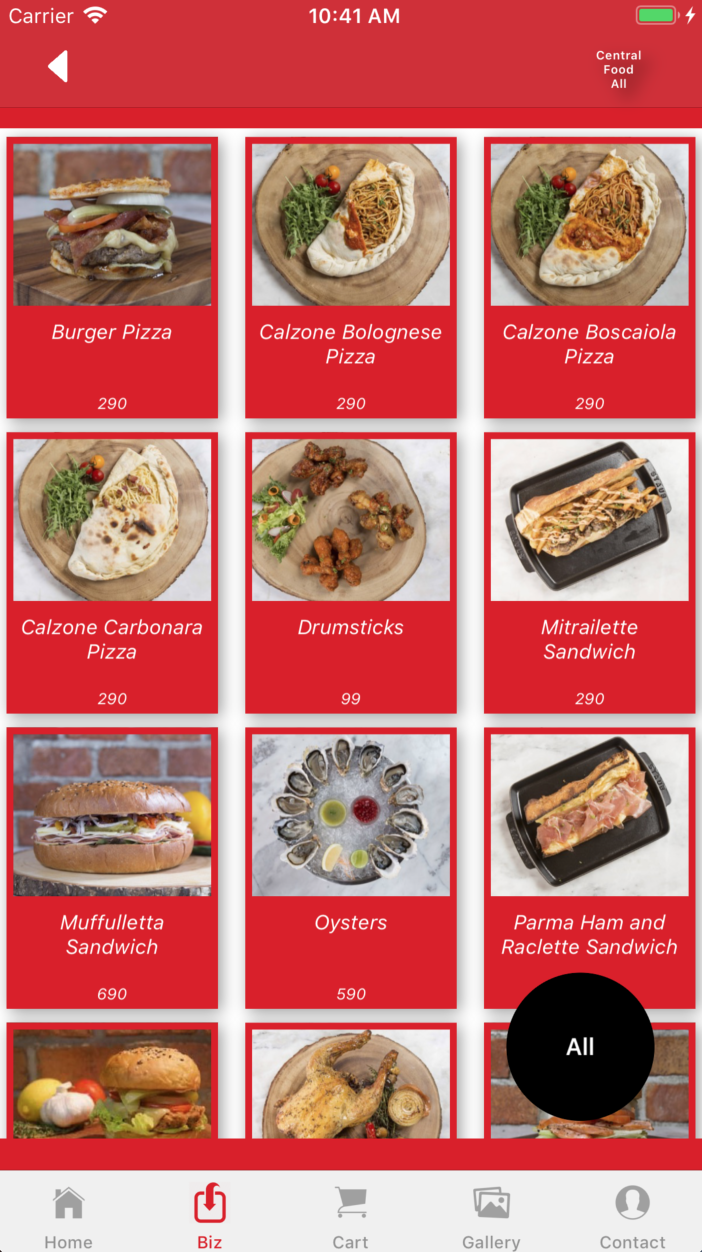 Carrier 10:41 AM
Central
Food
All
Burger Pizza
290
Calzone Bolognese
Pizza
290
Calzone Boscaiola
Pizza
290
Calzone Carbonara
Pizza
290
Drumsticks
99
Mitrailette
Sandwich
290
Muffulletta
Sandwich
690
Oysters
590
Parma Ham and
Raclette Sandwich
All
Home
Biz
Cart
Gallery
Contact